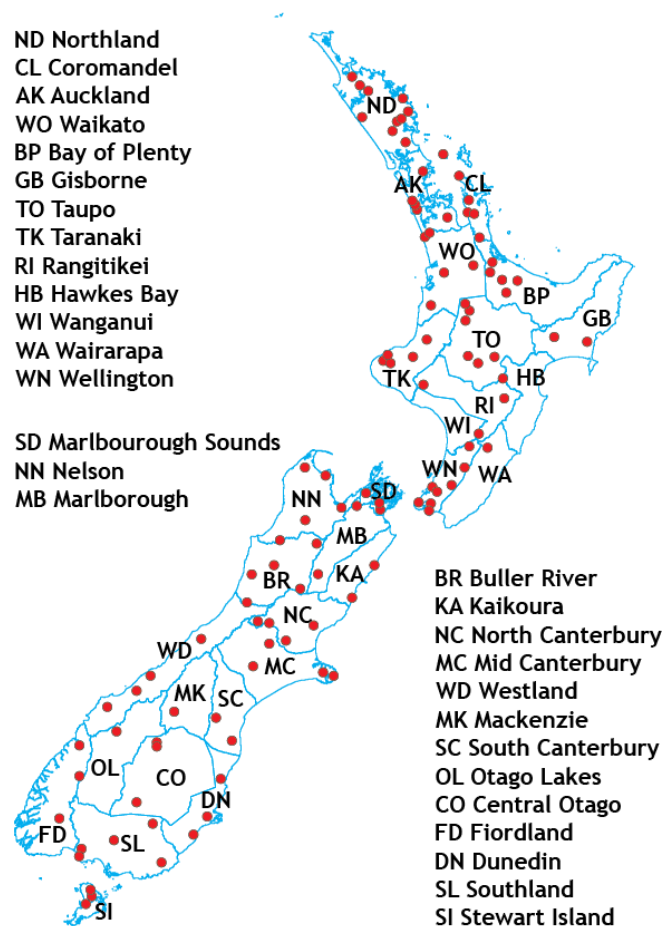 ND Northland
CL Coromandel
AK Auckland
WO Waikato
BP Bay of Plenty
GB Gisborne
TO Taupo
TK Taranaki
RI Rangitikei
HB Hawkes Bay
WI Wanganui
WA Wairarapa
WN Wellington
SD Marlbourough Sounds
NN Nelson
MB Marlborough
ND
AK
CL
WO
BP
GB
TO
TK
HB
RI
WI
WN
WA
SD
NN
MB
BR
KA
NC
WD
MC
MK
SC
OL
CO
DN
FD
SL
SI
BR Buller River
KA Kaikoura
NC North Canterbury
MC Mid Canterbury
WD Westland
MK Mackenzie
SC South Canterbury
OL Otago Lakes
CO Central Otago
FD Fiordland
DN Dunedin
SL Southland
SI Stewart Island